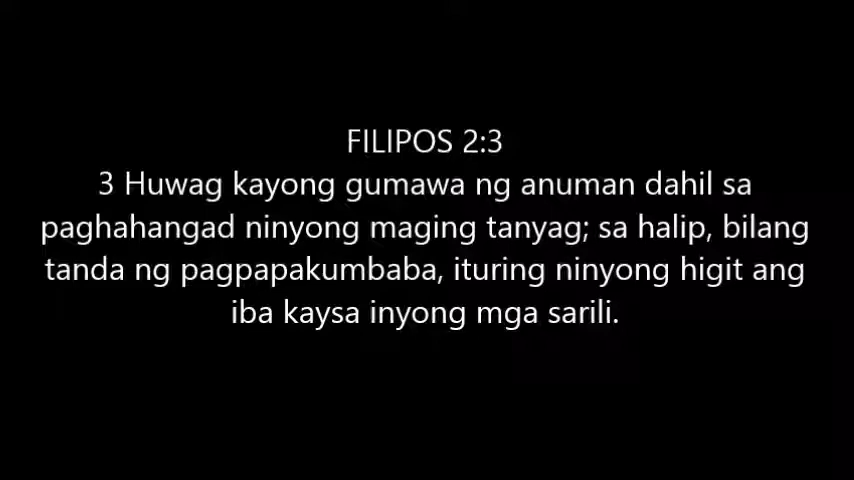 FILIPOS 2:3
3 Huwag kayong gumawa ng anuman dahil sa
paghahangad ninyong maging tanyag; sa halip, bilang
tanda ng pagpapakumbaba, ituring ninyong higit ang
iba kaysa inyong mga sarili.